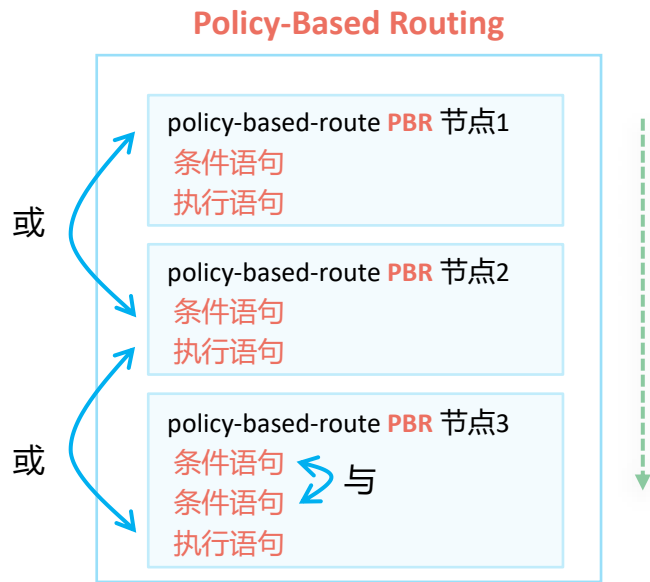 Policy-Based Routing
policy-based-route PBR 节点1
条件语句
执行语句
或
policy-based-route PBR 节点2
条件语句
执行语句
或
policy-based-route PBR 节点3
条件语句
条件语句
与
执行语句